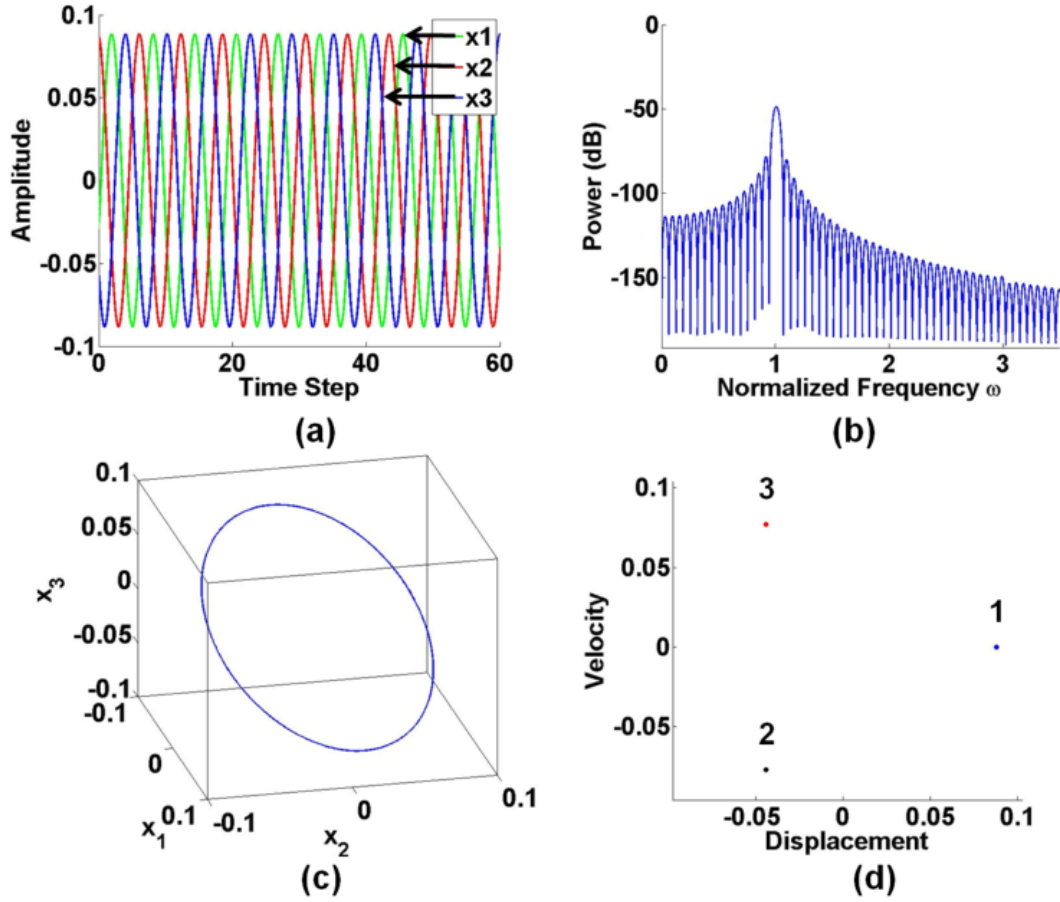 0.1
0.05
0
-0.05
-0.1
Amplitude
x1
x2
x3
0
20
40
60
Time Step
(a)
0
-50
-100
-150
Power (dB)
0
1
2
3
Normalized Frequency ω
(b)
0.1
0.05
0
-0.05
-0.1
x3
-0.1
0
0.1
x1
-0.1
0
0.1
x2
(c)
0.1
0.05
0
-0.05
Velocity
3
1
2
-0.05
0
0.05
0.1
Displacement
(d)